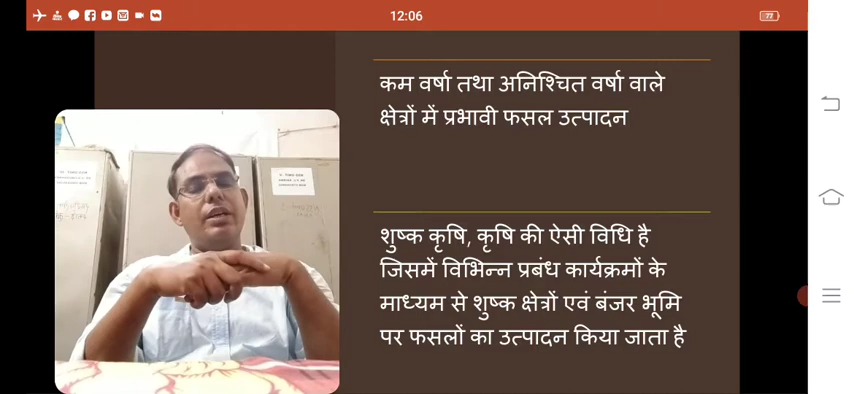 12:06
77
कम वर्षा तथा अनिश्चित वर्षा वाले
क्षेत्रों में प्रभावी फसल उत्पादन
शुष्क कृषि, कृषि की ऐसी विधि है
जिसमें विभिन्न प्रबंध कार्यक्रमों के
माध्यम से शुष्क क्षेत्रों एवं बंजर भूमि
पर फसलों का उत्पादन किया जाता है